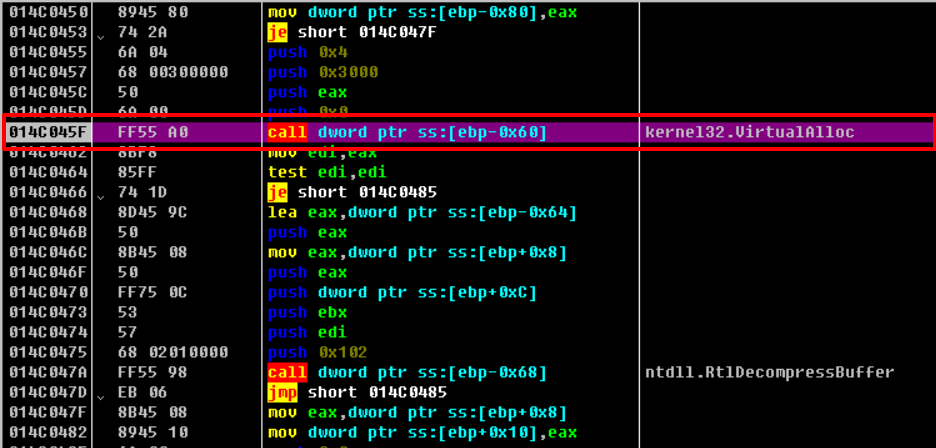 014C0450 8945 80 mov dword ptr ss:[ebp-0x80],eax
014C0453 74 2A je short 014C047F
014C0455 6A 04 push 0x4
014C0457 68 00300000 push 0x3000
014C045C 50 push eax
014C045D 6A 00 push 0x0
014C045F FF55 A0 call dword ptr ss:[ebp-0x60] kernel32.VirtualAlloc
014C0462 8BF8 mov edi,eax
014C0464 85FF test edi,edi
014C0466 74 1D je short 014C0485
014C0468 8D45 9C lea eax,dword ptr ss:[ebp-0x64]
014C046B 50 push eax
014C046C 8B45 08 mov eax,dword ptr ss:[ebp+0x8]
014C046F 50 push eax
014C0470 FF75 0C push dword ptr ss:[ebp+0xC]
014C0473 53 push ebx
014C0474 57 push edi
014C0475 68 02010000 push 0x102
014C047A FF55 98 call dword ptr ss:[ebp-0x68] ntdll.RtlDecompressBuffer
014C047D EB 06 jmp short 014C0485
014C047F 8B45 08 mov eax,dword ptr ss:[ebp+0x8]
014C0482 8945 10 mov dword ptr ss:[ebp+0x10],eax